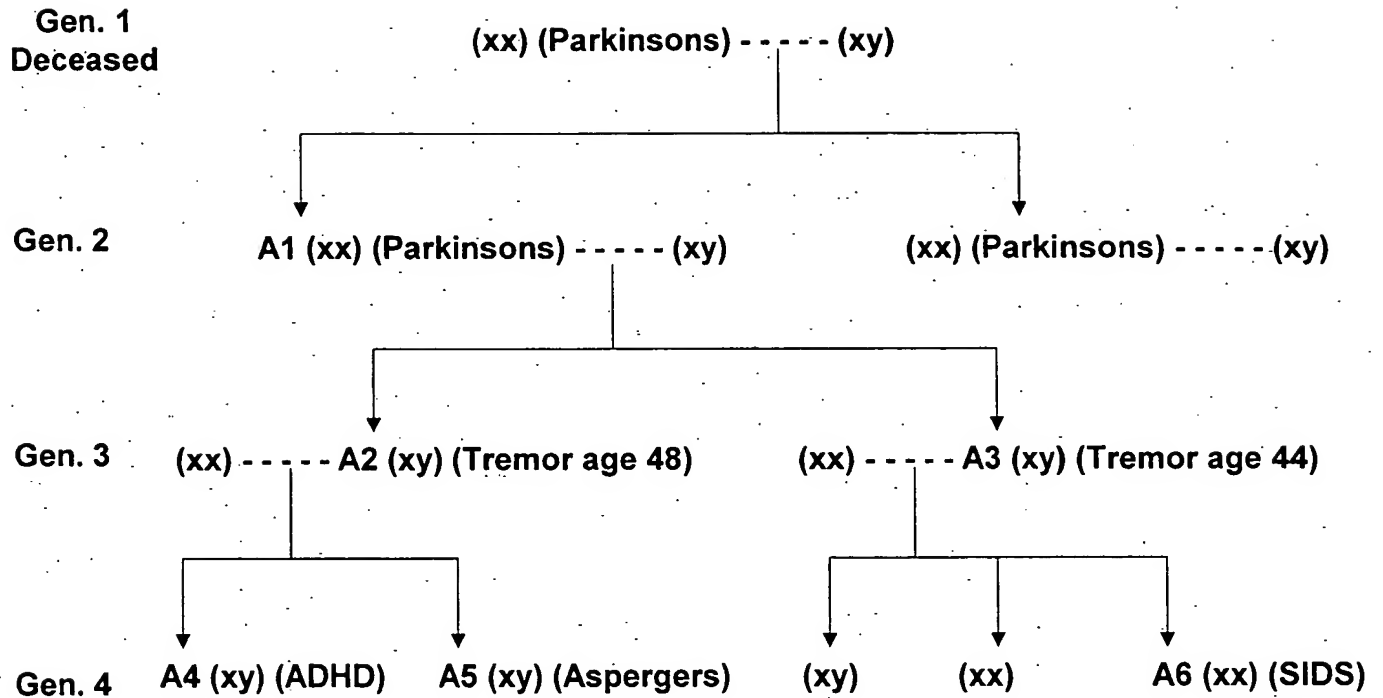 Gen. 1
Deceased
(xx) (Parkinsons) - - - - - (xy)
Gen. 2
A1 (xx) (Parkinsons) - - - - - (xy)
(xx) (Parkinsons) - - - - - (xy)
Gen. 3
(xx) - - - - - A2 (xy) (Tremor age 48)
(xx) - - - - - A3 (xy) (Tremor age 44)
Gen. 4
A4 (xy) (ADHD)
A5 (xy) (Aspergers)
(xy)
(xx)
A6 (xx) (SIDS)